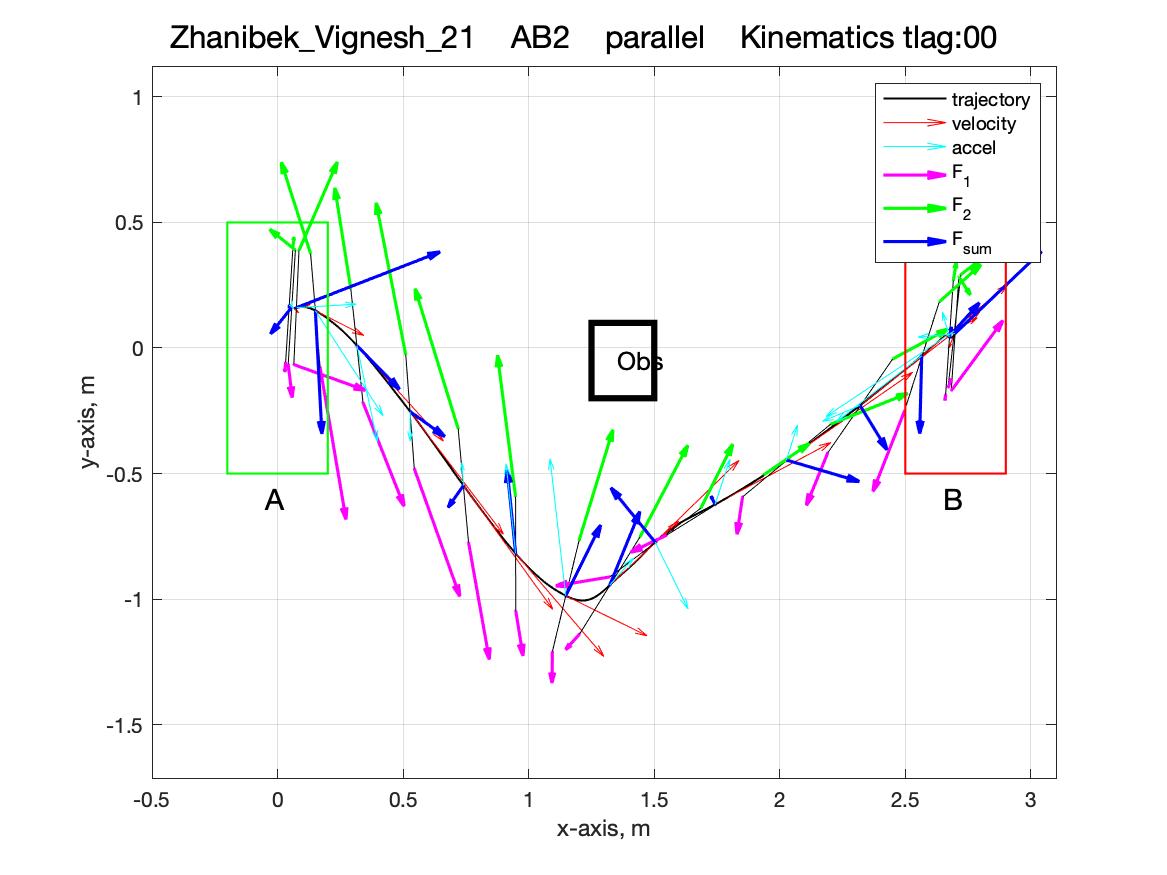 Zhanibek_Vignesh_21 AB2 parallel Kinematics tlag:00
trajectory
velocity
accel
F1
F2
Fsum
1
0.5
0
-0.5
-1
-1.5
y-axis, m
Obs
A
B
-0.5 0 0.5 1 1.5 2 2.5 3
x-axis, m